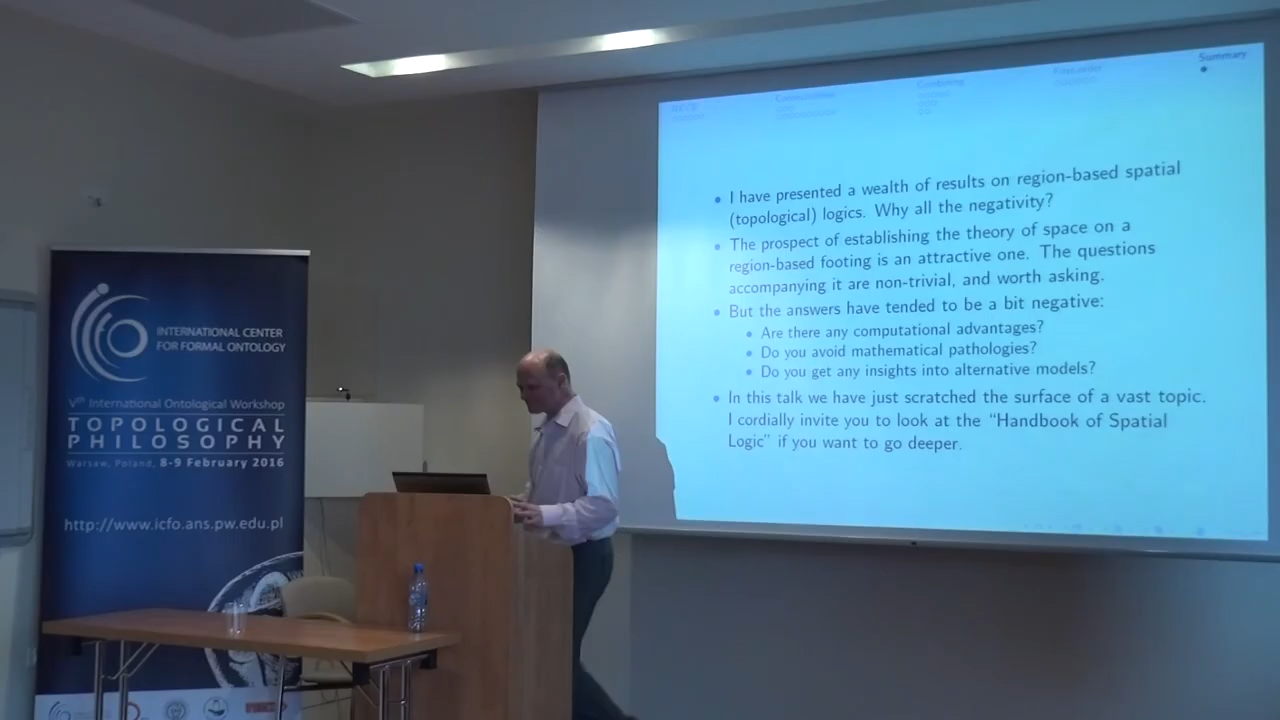 INTERNATIONAL CENTER
FOR FORMAL ONTOLOGY
Vth International Ontological Workshop
TOPOLOGICAL
PHILOSOPHY
Warsaw, Poland, 8-9 February 2016
http://www.icfo.ans.pw.edu.pl
Summary
• I have presented a wealth of results on region-based spatial
(topological) logics. Why all the negativity?
• The prospect of establishing the theory of space on a
region-based footing is an attractive one. The questions
accompanying it are non-trivial, and worth asking.
• But the answers have tended to be a bit negative:
• Are there any computational advantages?
• Do you avoid mathematical pathologies?
• Do you get any insights into alternative models?
• In this talk we have just scratched the surface of a vast topic.
I cordially invite you to look at the “Handbook of Spatial
Logic” if you want to go deeper.